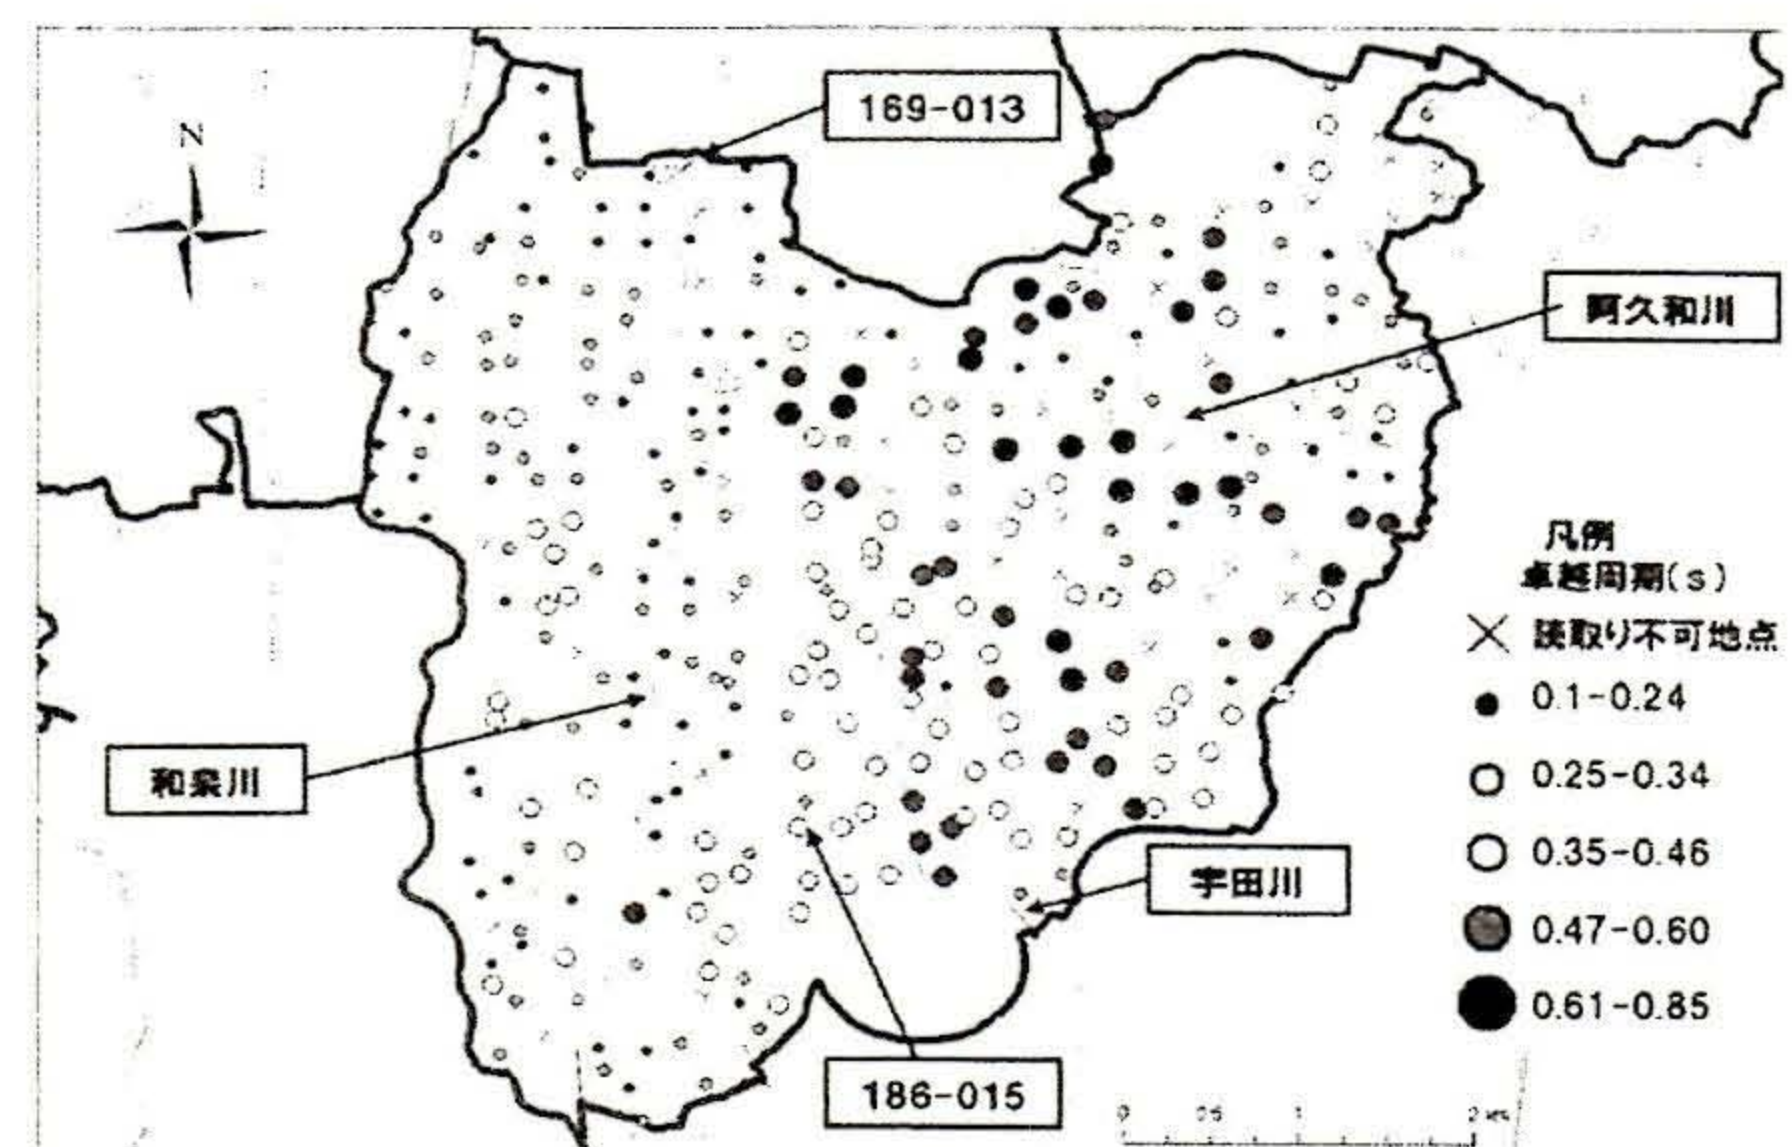 169-013
N
阿久和川
凡例
卓越周期(s)
読取り不可地点
0.1-0.24
和泉川
0.25-0.34
0.35-0.46
宇田川
0.47-0.60
0.61-0.85
186-015
0 0.5 1 2 km